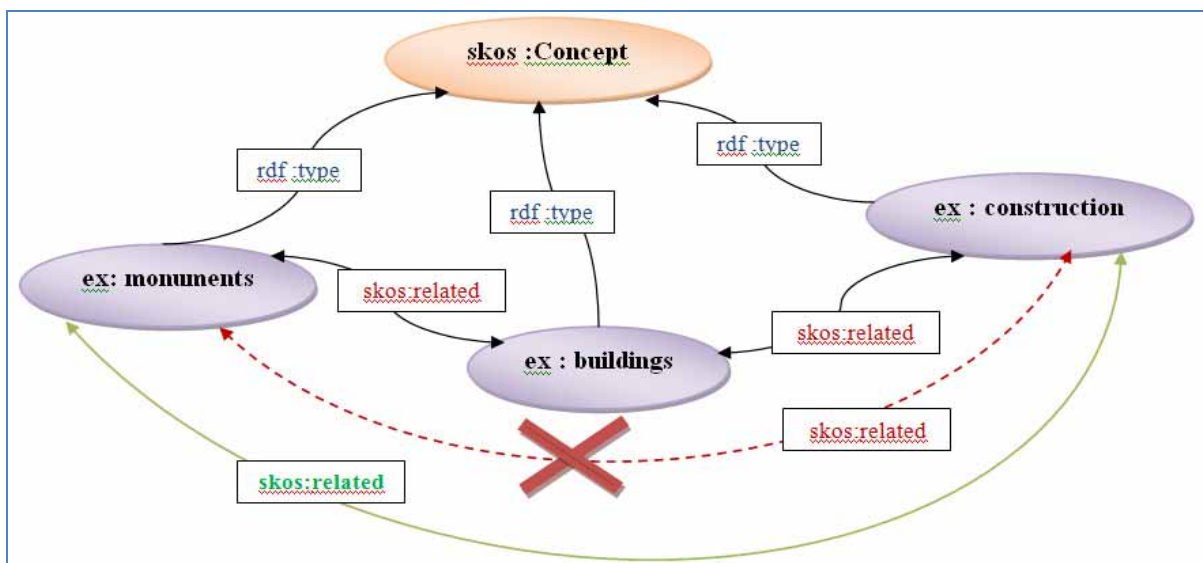 skos :Concept
rdf :type
rdf :type
rdf :type
ex : construction
ex: monuments
skos:related
skos:related
ex : buildings
skos:related
skos:related